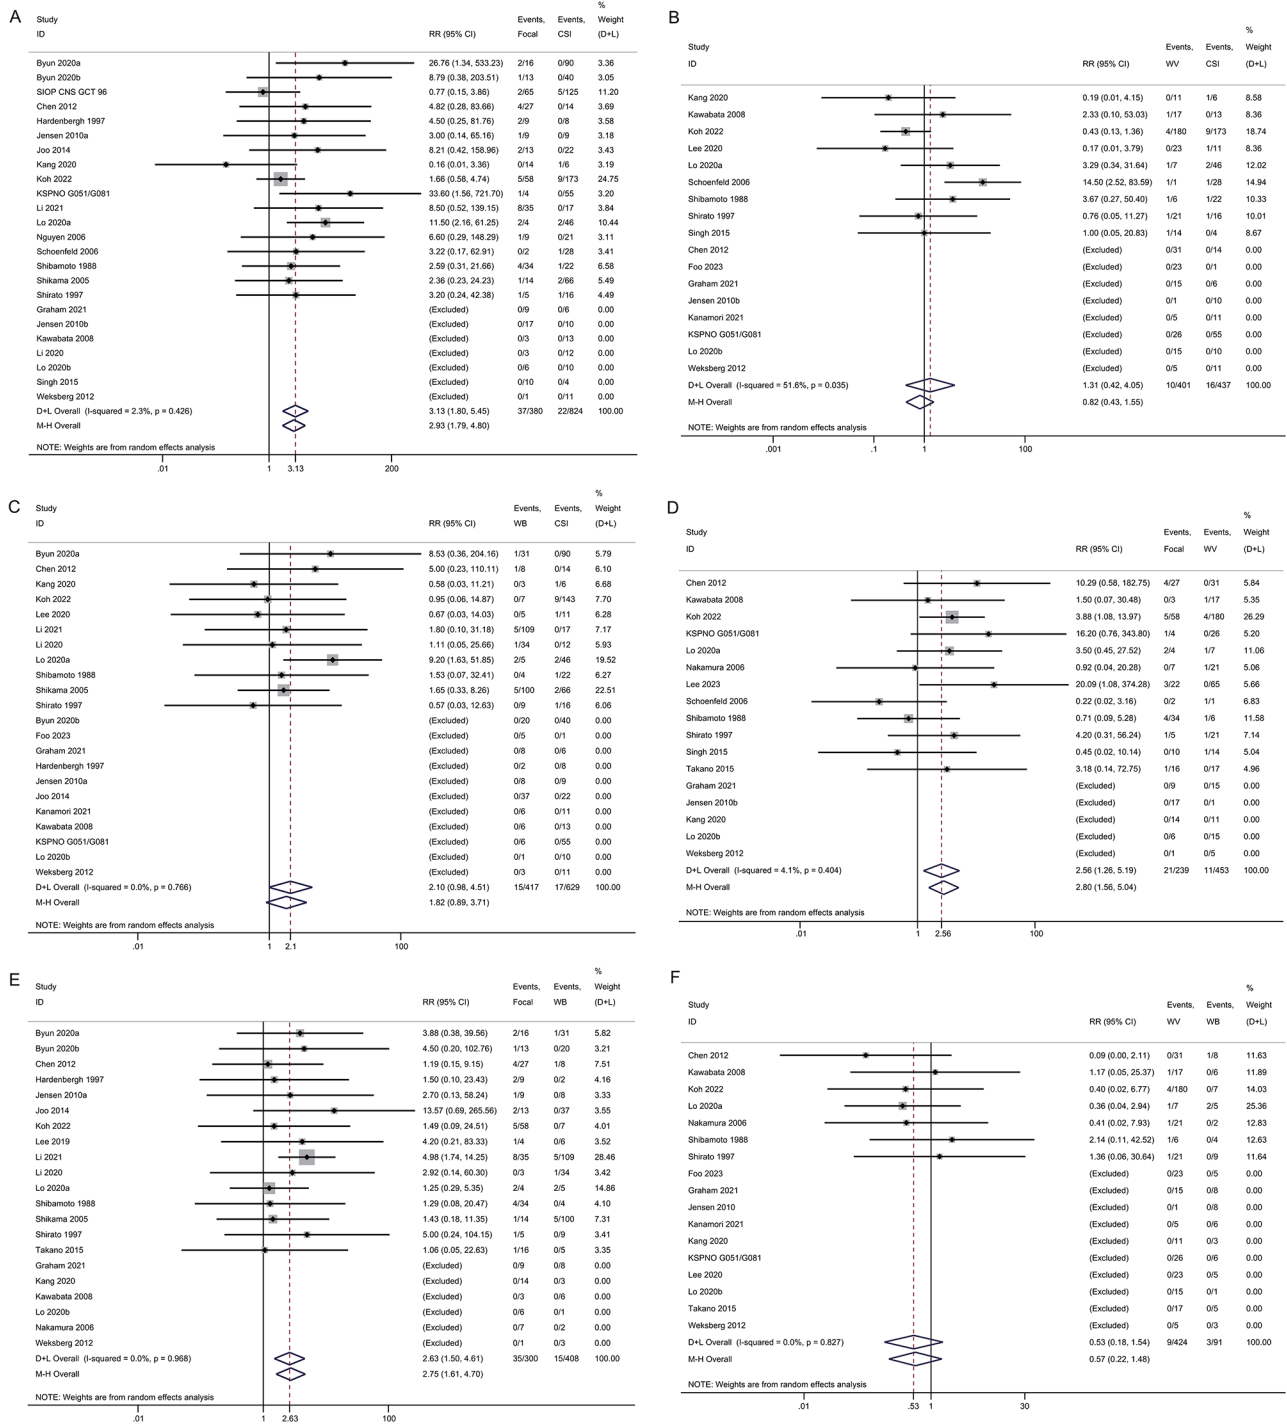 A
Study ID RR (95% CI) Events, Focal Events, CSI % Weight (D+L)
Byun 2020a 26.76 (1.34, 533.23) 2/16 0/90 3.36
Byun 2020b 8.79 (0.38, 203.51) 1/13 0/40 3.05
SIOP CNS GCT 96 0.77 (0.15, 3.86) 2/65 5/125 11.20
Chen 2012 4.82 (0.28, 83.66) 4/27 0/14 3.69
Hardenbergh 1997 4.50 (0.25, 81.76) 2/9 0/8 3.58
Jensen 2010a 3.00 (0.14, 65.16) 1/9 0/9 3.18
Joo 2014 8.21 (0.42, 158.96) 2/13 0/22 3.43
Kang 2020 0.16 (0.01, 3.36) 0/14 1/6 3.19
Koh 2022 1.66 (0.58, 4.74) 5/58 9/173 24.75
KSPNO G051/G081 33.60 (1.56, 721.70) 1/4 0/55 3.20
Li 2021 8.50 (0.52, 139.15) 8/35 0/17 3.84
Lo 2020a 11.50 (2.16, 61.25) 2/4 2/46 10.44
Nguyen 2006 6.60 (0.29, 148.29) 1/9 0/21 3.11
Schoenfeld 2006 3.22 (0.17, 62.91) 0/2 1/28 3.41
Shibamoto 1988 2.59 (0.31, 21.66) 4/34 1/22 6.58
Shikama 2005 2.36 (0.23, 24.23) 1/14 2/66 5.49
Shirato 1997 3.20 (0.24, 42.38) 1/5 1/16 4.49
Graham 2021 (Excluded) 0/9 0/6 0.00
Jensen 2010b (Excluded) 0/17 0/10 0.00
Kawabata 2008 (Excluded) 0/3 0/13 0.00
Li 2020 (Excluded) 0/3 0/12 0.00
Lo 2020b (Excluded) 0/6 0/10 0.00
Singh 2015 (Excluded) 0/10 0/4 0.00
Weksberg 2012 (Excluded) 0/1 0/11 0.00
D+L Overall (I-squared = 2.3%, p = 0.426) 3.13 (1.80, 5.45) 37/380 22/824 100.00
M-H Overall 2.93 (1.79, 4.80)
NOTE: Weights are from random effects analysis
.01 1 3.13 200
B
Study ID RR (95% CI) Events, WV Events, CSI % Weight (D+L)
Kang 2020 0.19 (0.01, 4.15) 0/11 1/6 8.58
Kawabata 2008 2.33 (0.10, 53.03) 1/17 0/13 8.36
Koh 2022 0.43 (0.13, 1.36) 4/180 9/173 18.74
Lee 2020 0.17 (0.01, 3.79) 0/23 1/11 8.36
Lo 2020a 3.29 (0.34, 31.64) 1/7 2/46 12.02
Schoenfeld 2006 14.50 (2.52, 83.59) 1/1 1/28 14.94
Shibamoto 1988 3.67 (0.27, 50.40) 1/6 1/22 10.33
Shirato 1997 0.76 (0.05, 11.27) 1/21 1/16 10.01
Singh 2015 1.00 (0.05, 20.83) 1/14 0/4 8.67
Chen 2012 (Excluded) 0/31 0/14 0.00
Foo 2023 (Excluded) 0/23 0/1 0.00
Graham 2021 (Excluded) 0/15 0/6 0.00
Jensen 2010b (Excluded) 0/1 0/10 0.00
Kanamori 2021 (Excluded) 0/5 0/11 0.00
KSPNO G051/G081 (Excluded) 0/26 0/55 0.00
Lo 2020b (Excluded) 0/15 0/10 0.00
Weksberg 2012 (Excluded) 0/5 0/11 0.00
D+L Overall (I-squared = 51.6%, p = 0.035) 1.31 (0.42, 4.05) 10/401 16/437 100.00
M-H Overall 0.82 (0.43, 1.55)
NOTE: Weights are from random effects analysis
.001 .1 1 100
C
Study ID RR (95% CI) Events, WB Events, CSI % Weight (D+L)
Byun 2020a 8.53 (0.36, 204.16) 1/31 0/90 5.79
Chen 2012 5.00 (0.23, 110.11) 1/8 0/14 6.10
Kang 2020 0.58 (0.03, 11.21) 0/3 1/6 6.68
Koh 2022 0.95 (0.06, 14.87) 0/7 9/143 7.70
Lee 2020 0.67 (0.03, 14.03) 0/5 1/11 6.28
Li 2021 1.80 (0.10, 31.18) 5/109 0/17 7.17
Li 2020 1.11 (0.05, 25.66) 1/34 0/12 5.93
Lo 2020a 9.20 (1.63, 51.85) 2/5 2/46 19.52
Shibamoto 1988 1.53 (0.07, 32.41) 0/4 1/22 6.27
Shikama 2005 1.65 (0.33, 8.26) 5/100 2/66 22.51
Shirato 1997 0.57 (0.03, 12.63) 0/9 1/16 6.06
Byun 2020b (Excluded) 0/20 0/40 0.00
Foo 2023 (Excluded) 0/5 0/1 0.00
Graham 2021 (Excluded) 0/8 0/6 0.00
Hardenbergh 1997 (Excluded) 0/2 0/8 0.00
Jensen 2010a (Excluded) 0/8 0/9 0.00
Joo 2014 (Excluded) 0/37 0/22 0.00
Kanamori 2021 (Excluded) 0/6 0/11 0.00
Kawabata 2008 (Excluded) 0/6 0/13 0.00
KSPNO G051/G081 (Excluded) 0/6 0/55 0.00
Lo 2020b (Excluded) 0/1 0/10 0.00
Weksberg 2012 (Excluded) 0/3 0/11 0.00
D+L Overall (I-squared = 0.0%, p = 0.766) 2.10 (0.98, 4.51) 15/417 17/629 100.00
M-H Overall 1.82 (0.89, 3.71)
NOTE: Weights are from random effects analysis
.01 1 2.1 100
D
Study ID RR (95% CI) Events, Focal Events, WV % Weight (D+L)
Chen 2012 10.29 (0.58, 182.75) 4/27 0/31 5.84
Kawabata 2008 1.50 (0.07, 30.48) 0/3 1/17 5.35
Koh 2022 3.88 (1.08, 13.97) 5/58 4/180 26.29
KSPNO G051/G081 16.20 (0.76, 343.80) 1/4 0/26 5.20
Lo 2020a 3.50 (0.45, 27.52) 2/4 1/7 11.06
Nakamura 2006 0.92 (0.04, 20.28) 0/7 1/21 5.06
Lee 2023 20.09 (1.08, 374.28) 3/22 0/65 5.66
Schoenfeld 2006 0.22 (0.02, 3.16) 0/2 1/1 6.83
Shibamoto 1988 0.71 (0.09, 5.28) 4/34 1/6 11.58
Shirato 1997 4.20 (0.31, 56.24) 1/5 1/21 7.14
Singh 2015 0.45 (0.02, 10.14) 0/10 1/14 5.04
Takano 2015 3.18 (0.14, 72.75) 1/16 0/17 4.96
Graham 2021 (Excluded) 0/9 0/15 0.00
Jensen 2010b (Excluded) 0/17 0/1 0.00
Kang 2020 (Excluded) 0/14 0/11 0.00
Lo 2020b (Excluded) 0/6 0/15 0.00
Weksberg 2012 (Excluded) 0/1 0/5 0.00
D+L Overall (I-squared = 4.1%, p = 0.404) 2.56 (1.26, 5.19) 21/239 11/453 100.00
M-H Overall 2.80 (1.56, 5.04)
NOTE: Weights are from random effects analysis
.01 1 2.56 100
E
Study ID RR (95% CI) Events, Focal Events, WB % Weight (D+L)
Byun 2020a 3.88 (0.38, 39.56) 2/16 1/31 5.82
Byun 2020b 4.50 (0.20, 102.76) 1/13 0/20 3.21
Chen 2012 1.19 (0.15, 9.15) 4/27 1/8 7.51
Hardenbergh 1997 1.50 (0.10, 23.43) 2/9 0/2 4.16
Jensen 2010a 2.70 (0.13, 58.24) 1/9 0/8 3.33
Joo 2014 13.57 (0.69, 265.56) 2/13 0/37 3.55
Koh 2022 1.49 (0.09, 24.51) 5/58 0/7 4.01
Lee 2019 4.20 (0.21, 83.33) 1/4 0/6 3.52
Li 2021 4.98 (1.74, 14.25) 8/35 5/109 28.46
Li 2020 2.92 (0.14, 60.30) 0/3 1/34 3.42
Lo 2020a 1.25 (0.29, 5.35) 2/4 2/5 14.86
Shibamoto 1988 1.29 (0.08, 20.47) 4/34 0/4 4.10
Shikama 2005 1.43 (0.18, 11.35) 1/14 5/100 7.31
Shirato 1997 5.00 (0.24, 104.15) 1/5 0/9 3.41
Takano 2015 1.06 (0.05, 22.63) 1/16 0/5 3.35
Graham 2021 (Excluded) 0/9 0/8 0.00
Kang 2020 (Excluded) 0/14 0/3 0.00
Kawabata 2008 (Excluded) 0/3 0/6 0.00
Lo 2020b (Excluded) 0/6 0/1 0.00
Nakamura 2006 (Excluded) 0/7 0/2 0.00
Weksberg 2012 (Excluded) 0/1 0/3 0.00
D+L Overall (I-squared = 0.0%, p = 0.968) 2.63 (1.50, 4.61) 35/300 15/408 100.00
M-H Overall 2.75 (1.61, 4.70)
NOTE: Weights are from random effects analysis
.01 1 2.63 100
F
Study ID RR (95% CI) Events, WV Events, WB % Weight (D+L)
Chen 2012 0.09 (0.00, 2.11) 0/31 1/8 11.63
Kawabata 2008 1.17 (0.05, 25.37) 1/17 0/6 11.89
Koh 2022 0.40 (0.02, 6.77) 4/180 0/7 14.03
Lo 2020a 0.36 (0.04, 2.94) 1/7 2/5 25.36
Nakamura 2006 0.41 (0.02, 7.93) 1/21 0/2 12.83
Shibamoto 1988 2.14 (0.11, 42.52) 1/6 0/4 12.63
Shirato 1997 1.36 (0.06, 30.64) 1/21 0/9 11.64
Foo 2023 (Excluded) 0/23 0/5 0.00
Graham 2021 (Excluded) 0/15 0/8 0.00
Jensen 2010 (Excluded) 0/1 0/8 0.00
Kanamori 2021 (Excluded) 0/5 0/6 0.00
Kang 2020 (Excluded) 0/11 0/3 0.00
KSPNO G051/G081 (Excluded) 0/26 0/6 0.00
Lee 2020 (Excluded) 0/23 0/5 0.00
Lo 2020b (Excluded) 0/15 0/1 0.00
Takano 2015 (Excluded) 0/17 0/5 0.00
Weksberg 2012 (Excluded) 0/5 0/3 0.00
D+L Overall (I-squared = 0.0%, p = 0.827) 0.53 (0.18, 1.54) 9/424 3/91 100.00
M-H Overall 0.57 (0.22, 1.48)
NOTE: Weights are from random effects analysis
.01 .53 1 30